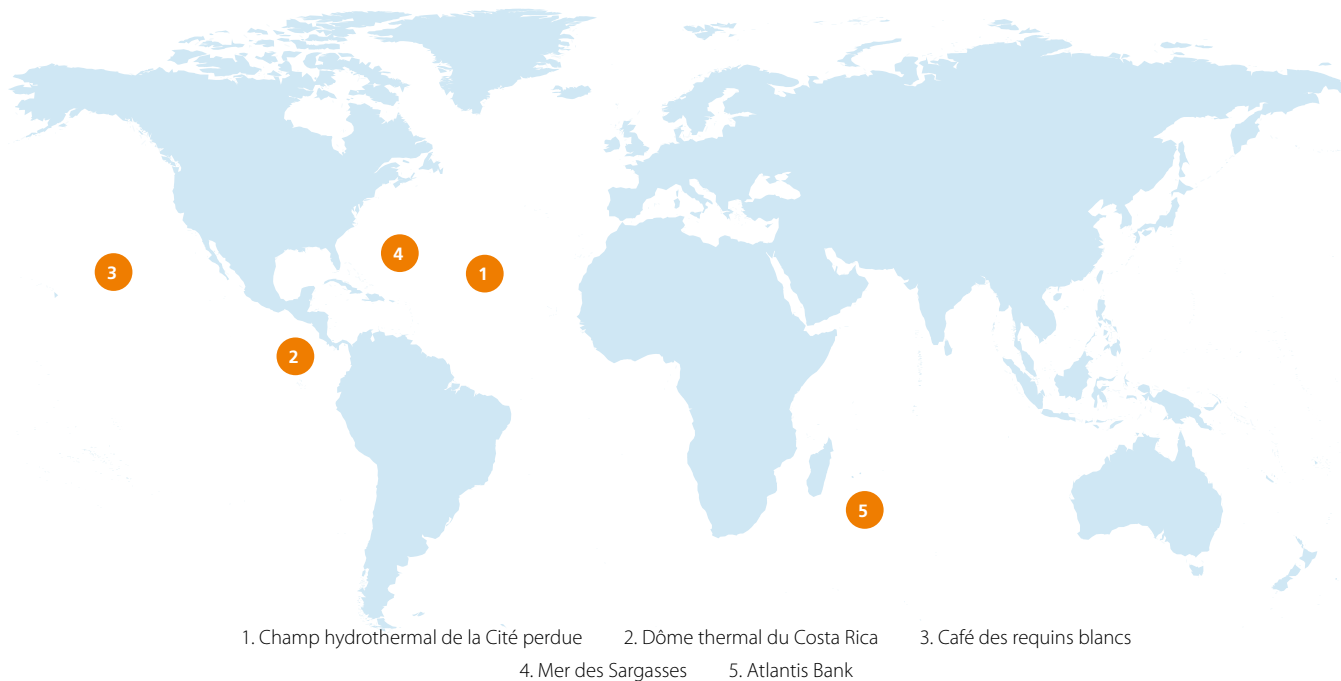 3
4
1
2
5
1. Champ hydrothermal de la Cité perdue 2. Dôme thermal du Costa Rica 3. Café des requins blancs
4. Mer des Sargasses 5. Atlantis Bank